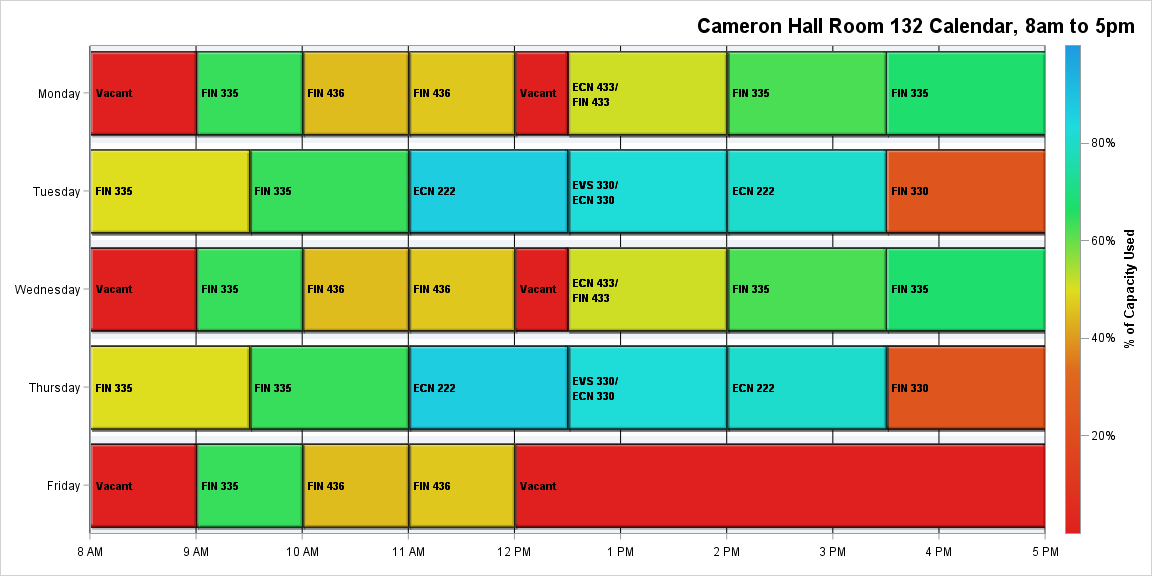 Cameron Hall Room 132 Calendar, 8am to 5pm
Monday
Vacant
FIN 335
FIN 436
FIN 436
Vacant
ECN 433/
FIN 433
FIN 335
FIN 335
Tuesday
FIN 335
FIN 335
ECN 222
EVS 330/
ECN 330
ECN 222
FIN 330
Wednesday
Vacant
FIN 335
FIN 436
FIN 436
Vacant
ECN 433/
FIN 433
FIN 335
FIN 335
Thursday
FIN 335
FIN 335
ECN 222
EVS 330/
ECN 330
ECN 222
FIN 330
Friday
Vacant
FIN 335
FIN 436
FIN 436
Vacant
8 AM
9 AM
10 AM
11 AM
12 PM
1 PM
2 PM
3 PM
4 PM
5 PM
80%
60%
40%
20%
% of Capacity Used